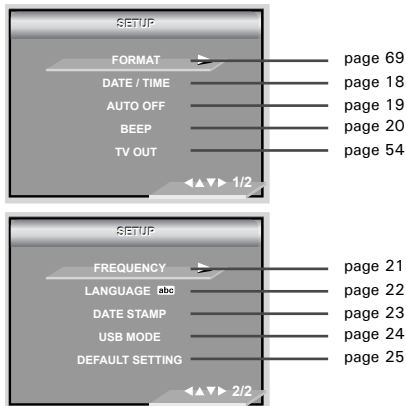 SETUP
FORMAT page 69
DATE / TIME page 18
AUTO OFF page 19
BEEP page 20
TV OUT page 54
◀▲▼▶ 1/2
SETUP
FREQUENCY page 21
LANGUAGE abc page 22
DATE STAMP page 23
USB MODE page 24
DEFAULT SETTING page 25
◀▲▼▶ 2/2